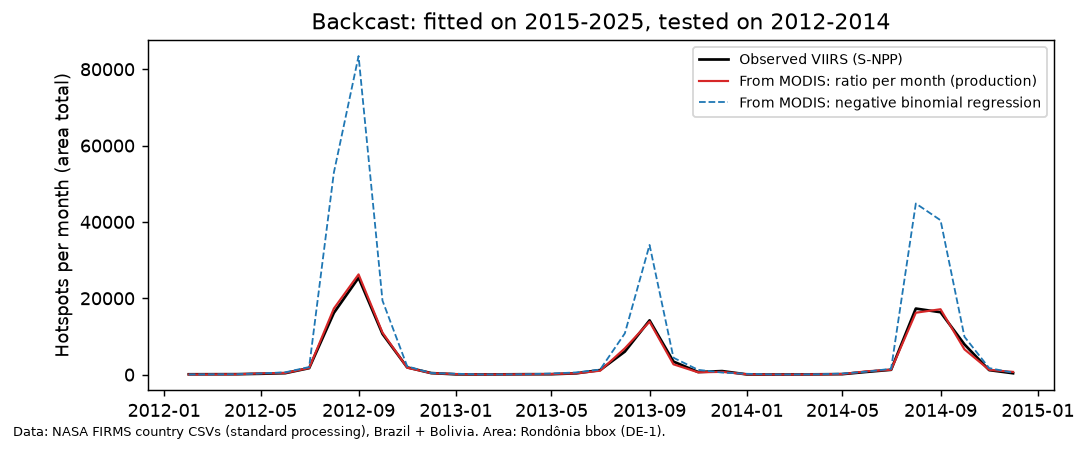 Backcast: fitted on 2015-2025, tested on 2012-2014
Observed VIIRS (S-NPP)
From MODIS: ratio per month (production)
From MODIS: negative binomial regression
Hotspots per month (area total)
80000
60000
40000
20000
0
2012-01 2012-05 2012-09 2013-01 2013-05 2013-09 2014-01 2014-05 2014-09 2015-01
Data: NASA FIRMS country CSVs (standard processing), Brazil + Bolivia. Area: Rondônia bbox (DE-1).